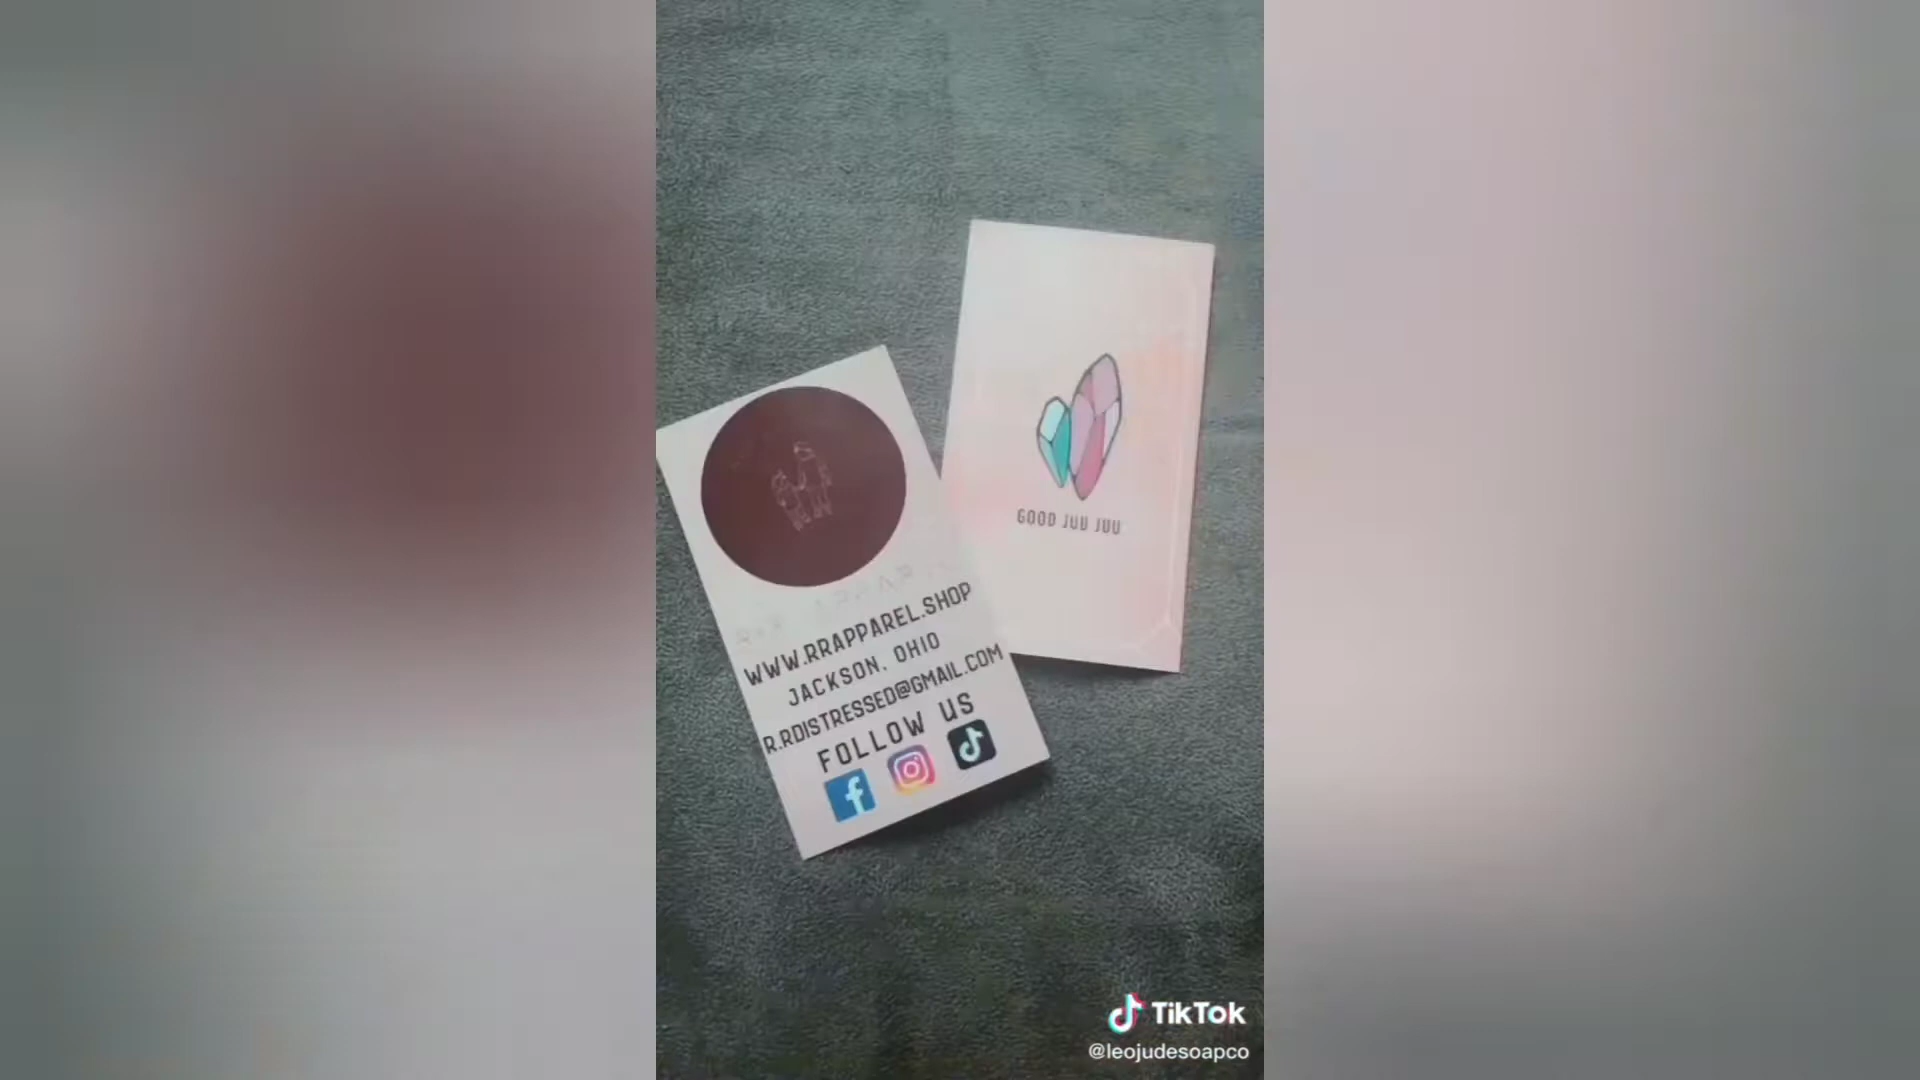 GOOD JUU JUU
WWW.RRAPPAREL.SHOP
JACKSON, OHIO
R.RDISTRESSED@GMAIL.COM
FOLLOW US
TikTok
@leojudesoapco